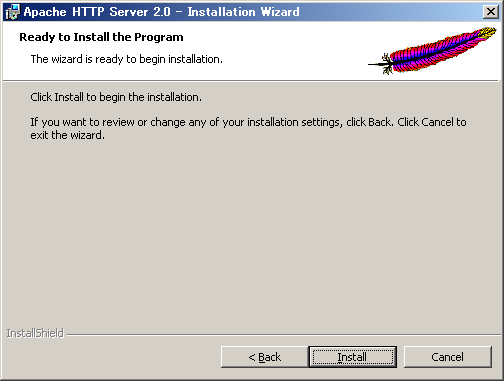 Apache HTTP Server 2.0 - Installation Wizard
Ready to Install the Program
The wizard is ready to begin installation.
Click Install to begin the installation.
If you want to review or change any of your installation settings, click Back. Click Cancel to
exit the wizard.
InstallShield
< Back
Install
Cancel